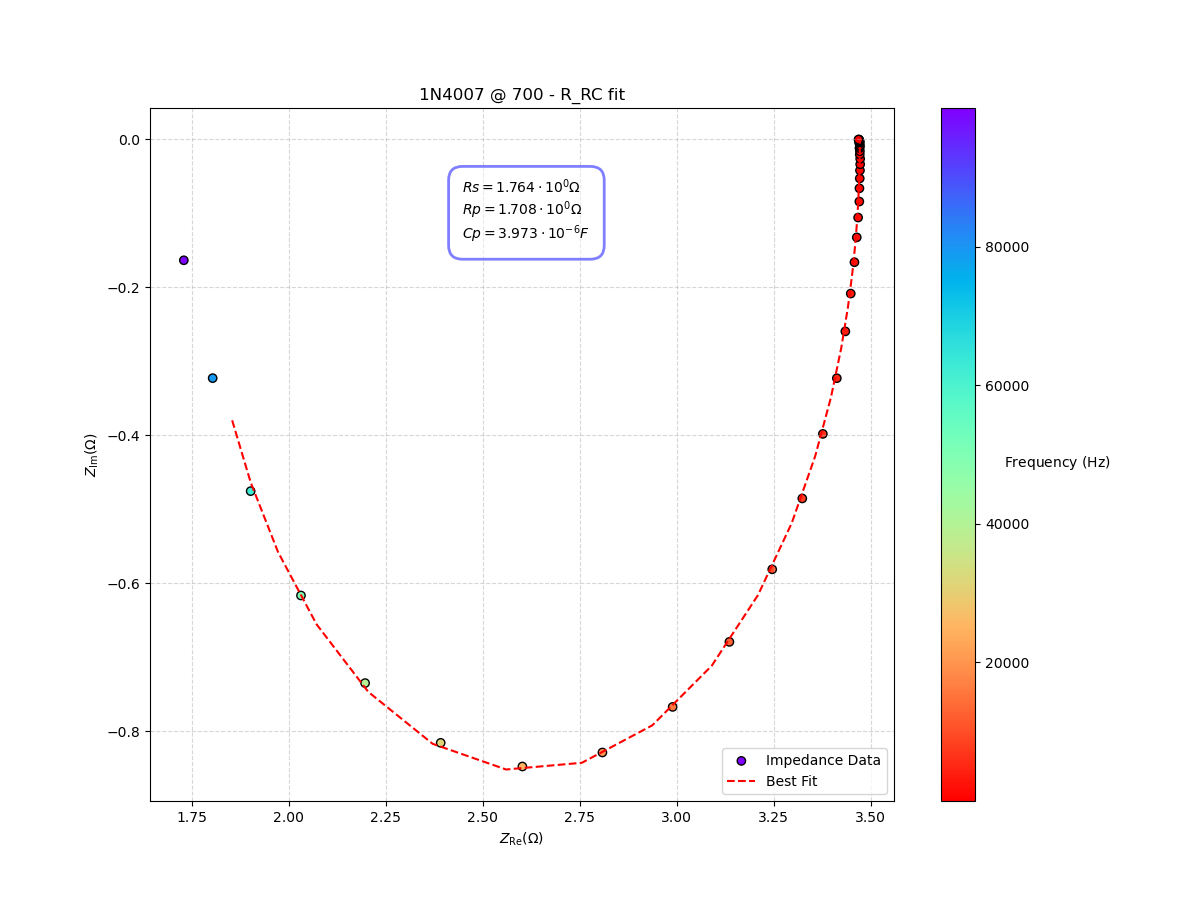 1N4007 @ 700 - R_RC fit
0.0
−0.2
−0.4
−0.6
−0.8
Z_Im(Ω)
Rs = 1.764 · 10⁰Ω
Rp = 1.708 · 10⁰Ω
Cp = 3.973 · 10⁻⁶F
Impedance Data
Best Fit
1.75 2.00 2.25 2.50 2.75 3.00 3.25 3.50
Z_Re(Ω)
80000
60000
40000
20000
Frequency (Hz)